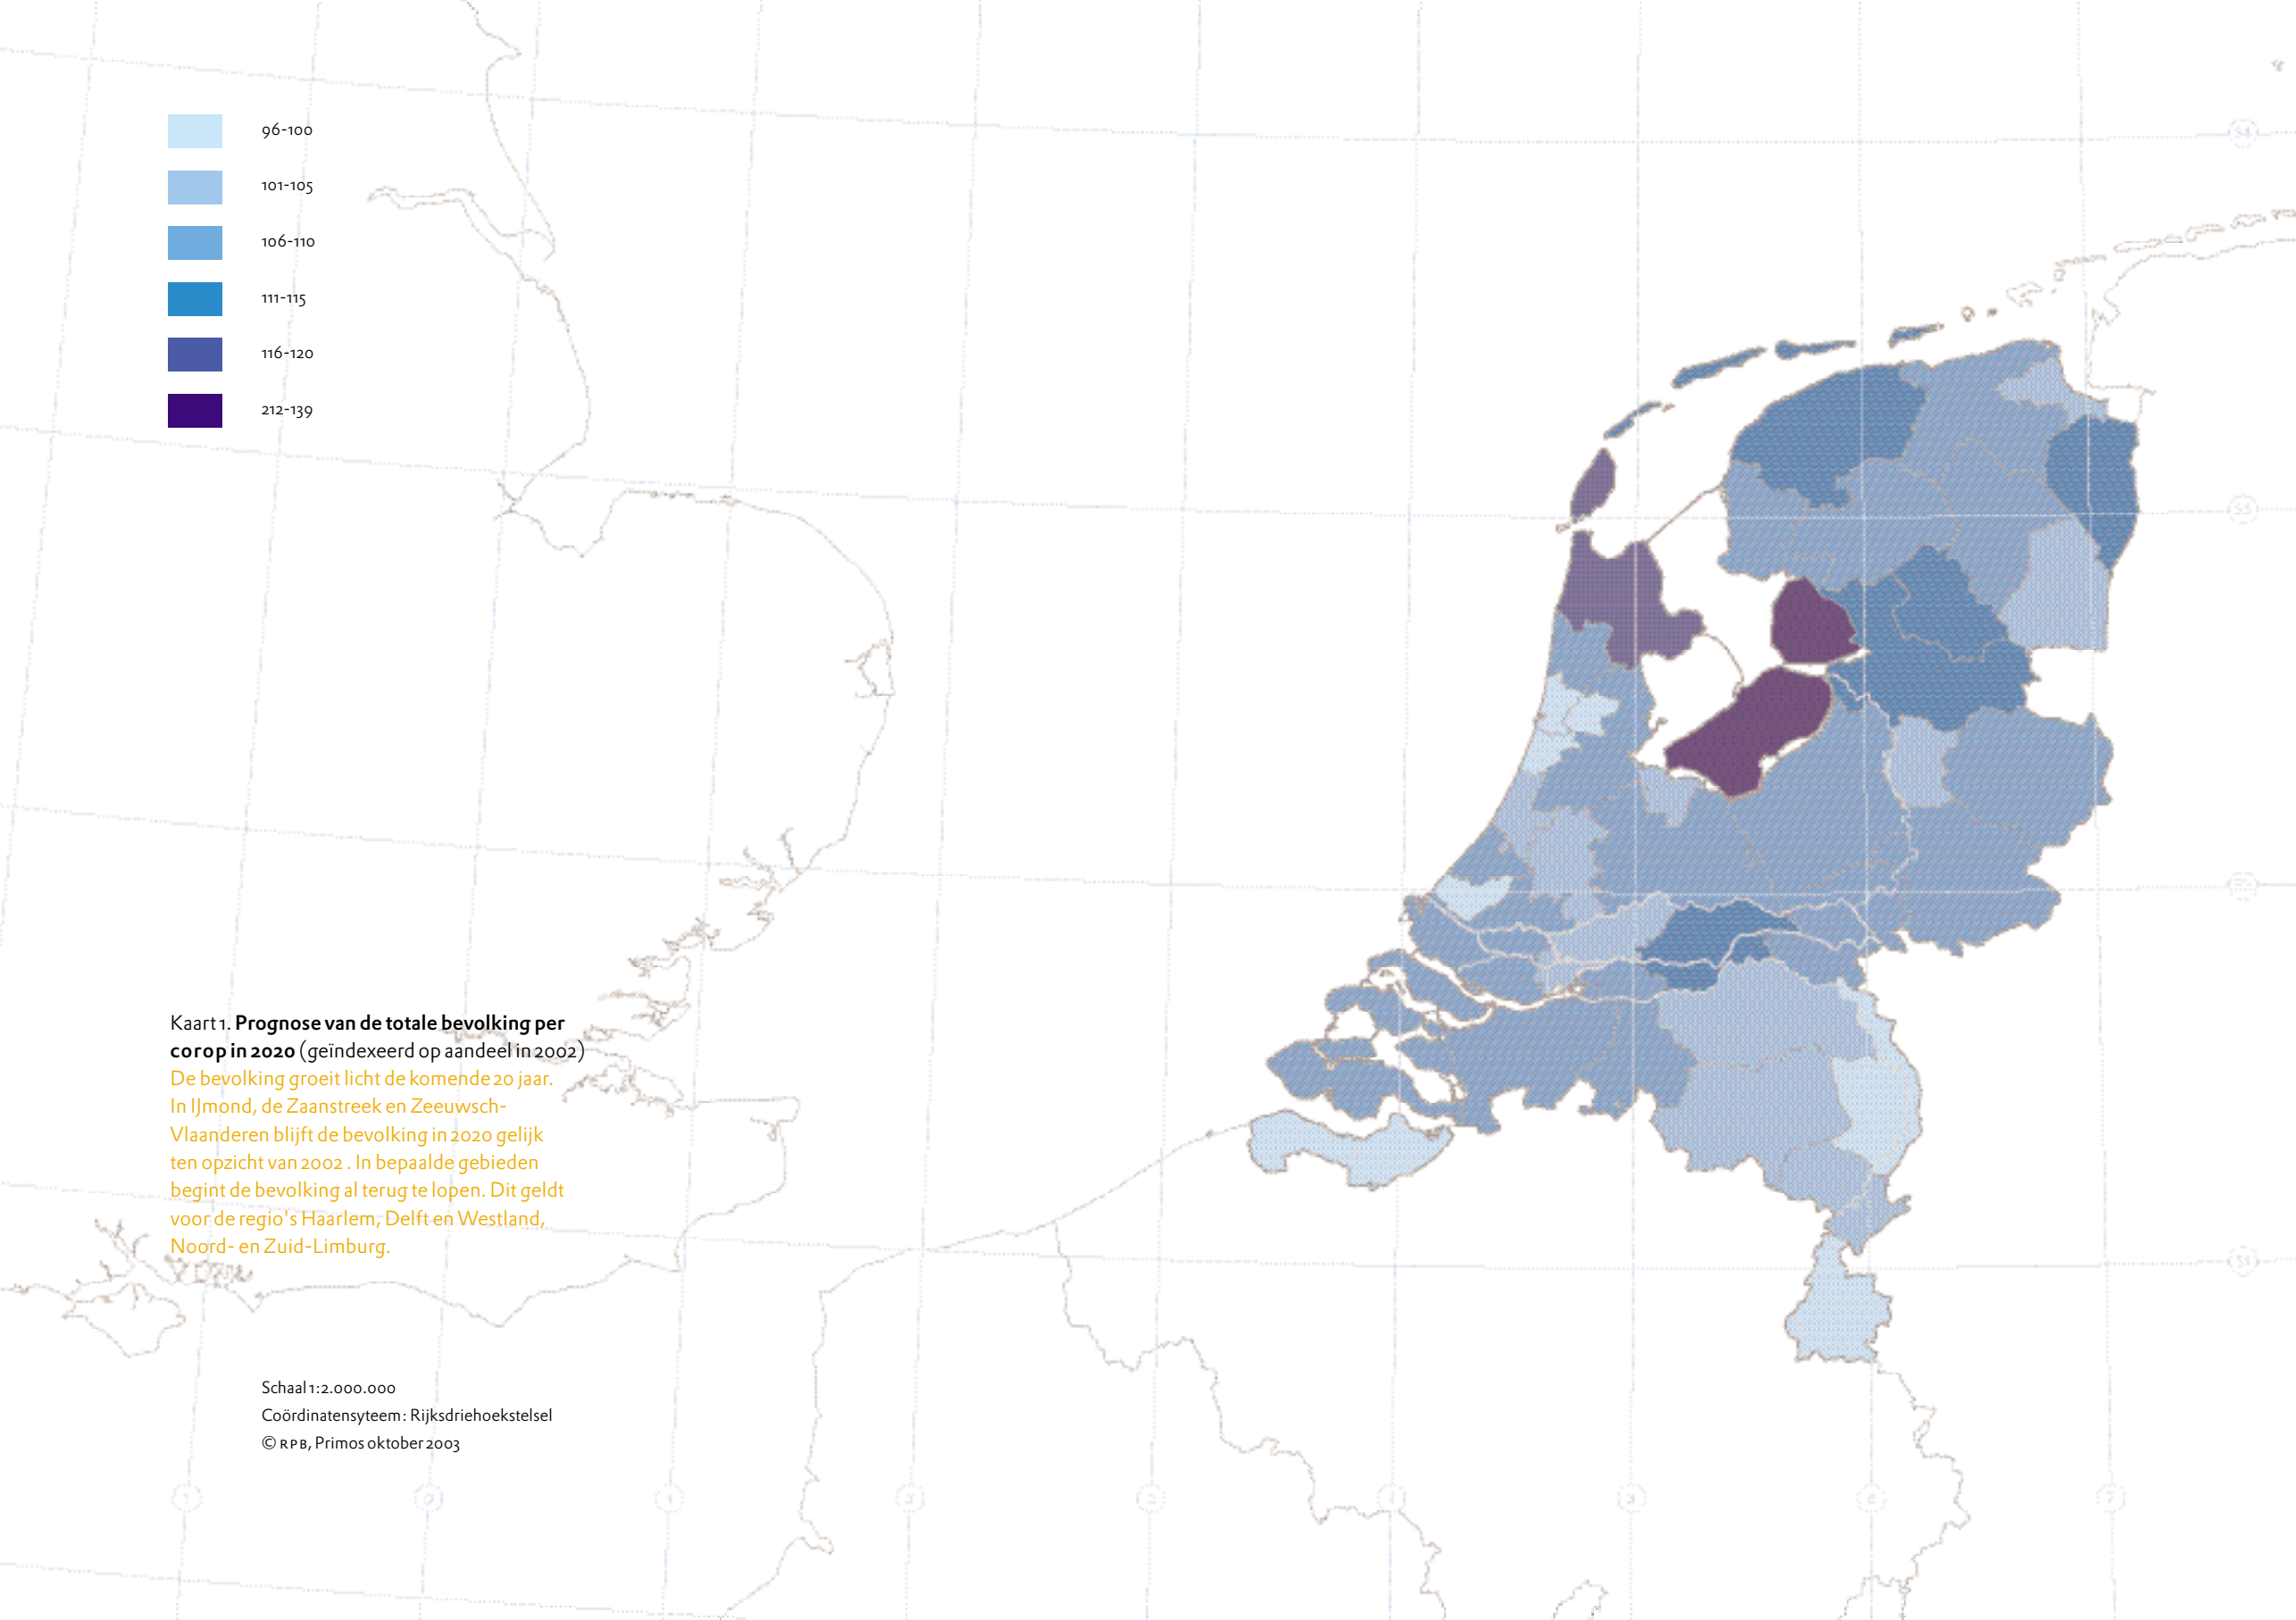 96-100
101-105
106-110
111-115
116-120
212-139
Kaart 1. Prognose van de totale bevolking per
corop in 2020 (geïndexeerd op aandeel in 2002)
De bevolking groeit licht de komende 20 jaar.
In IJmond, de Zaanstreek en Zeeuwsch-
Vlaanderen blijft de bevolking in 2020 gelijk
ten opzicht van 2002 . In bepaalde gebieden
begint de bevolking al terug te lopen. Dit geldt
voor de regio's Haarlem, Delft en Westland,
Noord- en Zuid-Limburg.
Schaal 1:2.000.000
Coördinatensyteem: Rijksdriehoekstelsel
© RPB, Primos oktober 2003